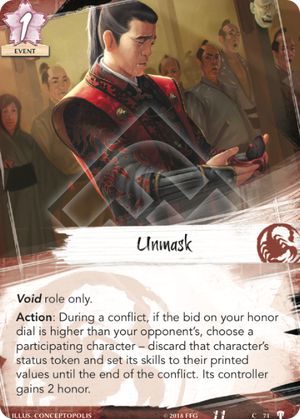 1
EVENT
Unmask
Void role only.
Action: During a conflict, if the bid on your honor
dial is higher than your opponent's, choose a
participating character – discard that character's
status token and set its skills to their printed
values until the end of the conflict. Its controller
gains 2 honor.
ILLUS. CONCEPTOPOLIS
©2018 FFG
C 71